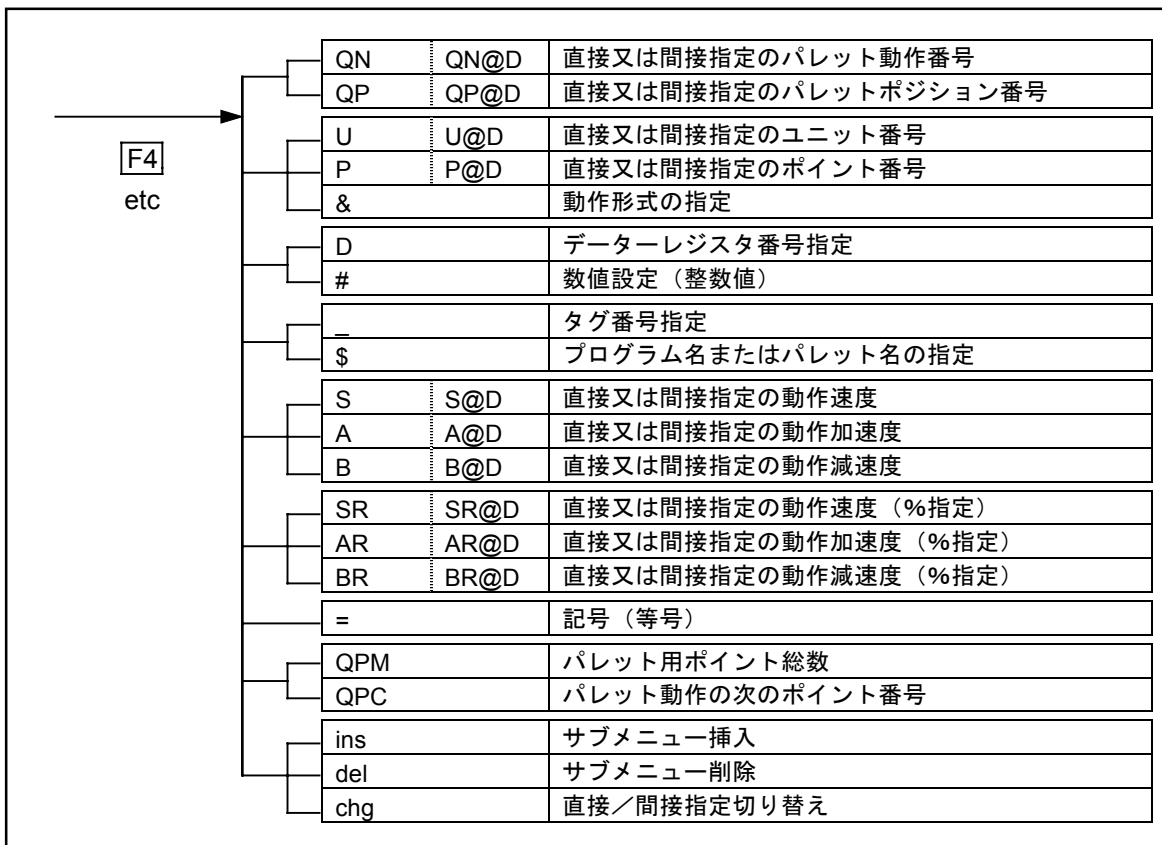 QN QN@D 直接又は間接指定のパレット動作番号
QP QP@D 直接又は間接指定のパレットポジション番号
F4
etc
U U@D 直接又は間接指定のユニット番号
P P@D 直接又は間接指定のポイント番号
& 動作形式の指定
D データーレジスタ番号指定
# 数値設定（整数値）
_ タグ番号指定
$ プログラム名またはパレット名の指定
S S@D 直接又は間接指定の動作速度
A A@D 直接又は間接指定の動作加速度
B B@D 直接又は間接指定の動作減速度
SR SR@D 直接又は間接指定の動作速度（%指定）
AR AR@D 直接又は間接指定の動作加速度（%指定）
BR BR@D 直接又は間接指定の動作減速度（%指定）
= 記号（等号）
QPM パレット用ポイント総数
QPC パレット動作の次のポイント番号
ins サブメニュー挿入
del サブメニュー削除
chg 直接／間接指定切り替え